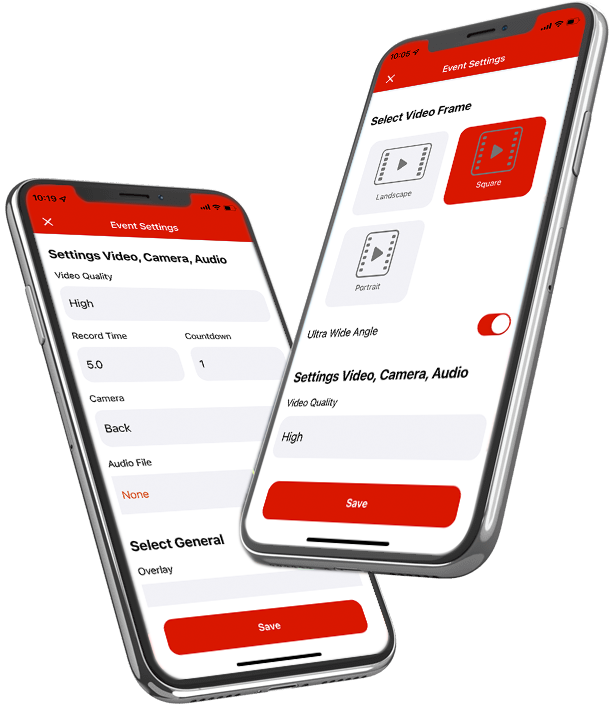 10:19
Event Settings
Settings Video, Camera, Audio
Video Quality
High
Record Time
Countdown
5.0
1
Camera
Back
Audio File
None
Select General
Overlay
Save
10:05
Event Settings
Select Video Frame
Landscape
Square
Portrait
Ultra Wide Angle
Settings Video, Camera, Audio
Video Quality
High
Save